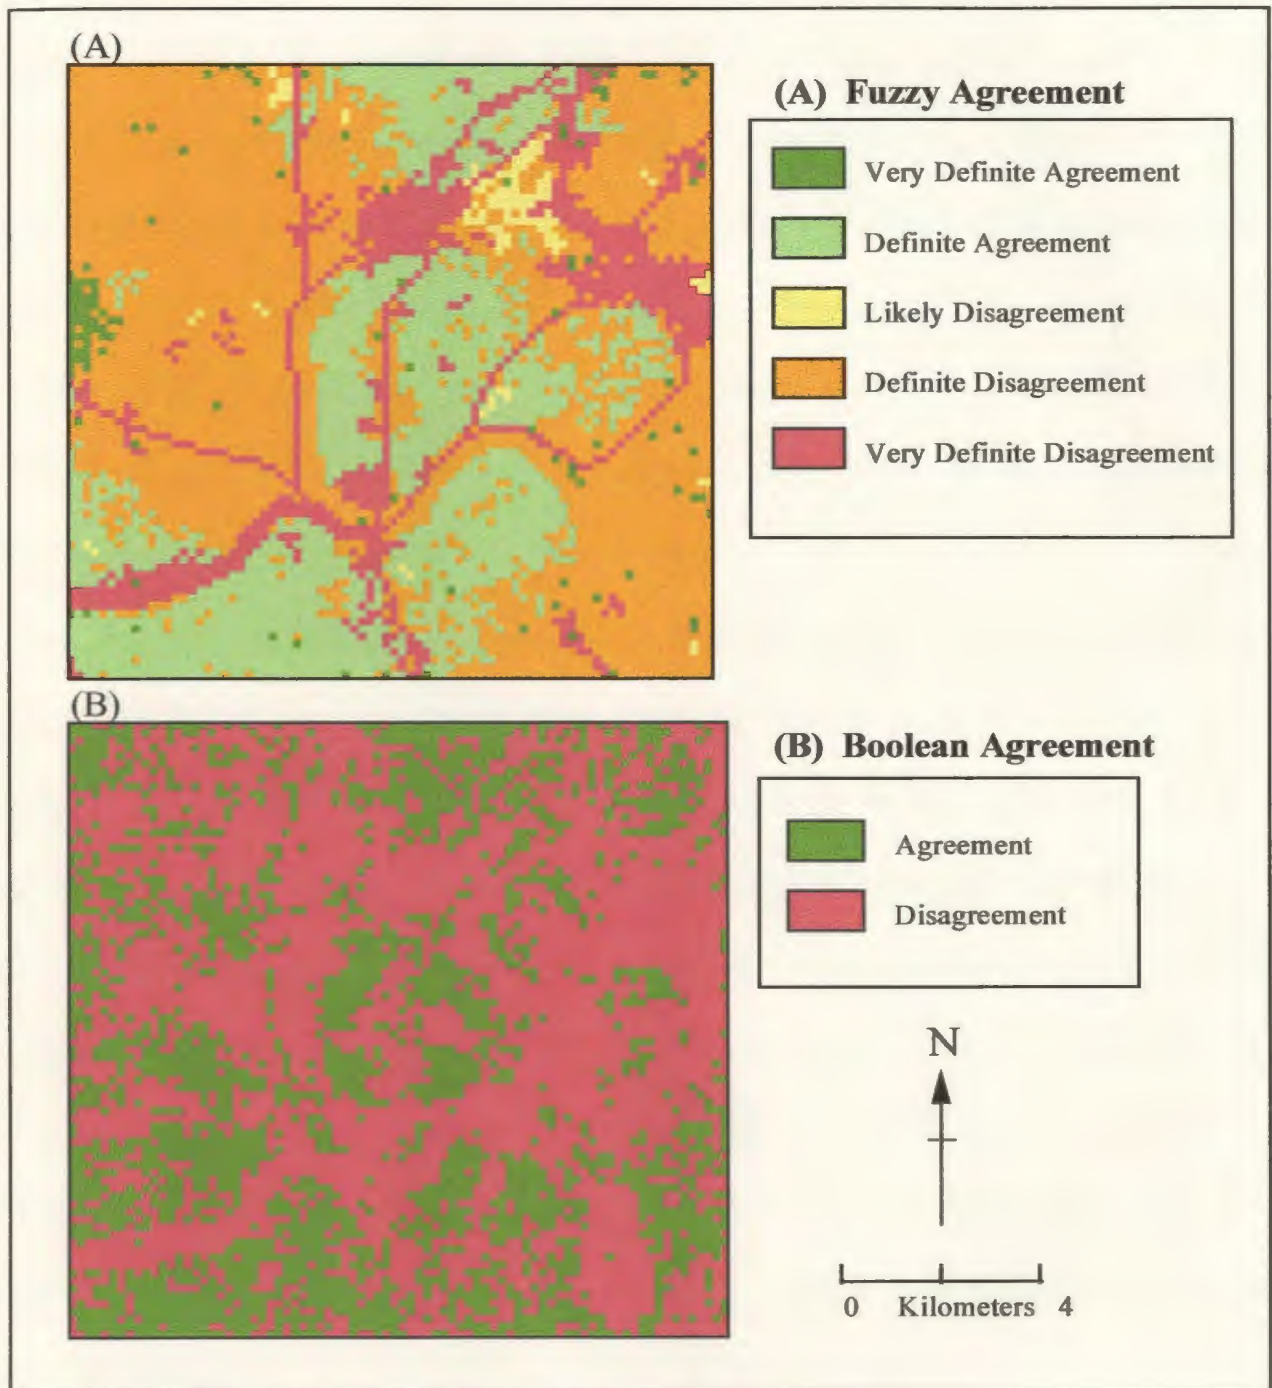 (A)
(A) Fuzzy Agreement
Very Definite Agreement
Definite Agreement
Likely Disagreement
Definite Disagreement
Very Definite Disagreement
(B)
(B) Boolean Agreement
Agreement
Disagreement
N
0 Kilometers 4